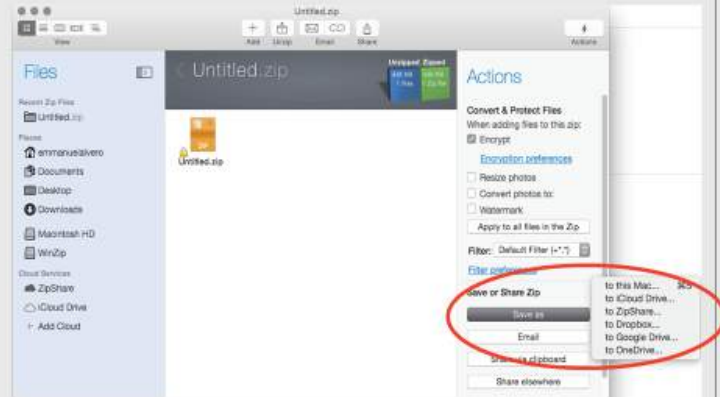 Untitled.zip
View
Add
Unzip
Email
Share
Actions
Files
Recent Zip Files
Untitled.zip
Places
emmanuelalvero
Documents
Desktop
Downloads
Macintosh HD
WinZip
Cloud Services
ZipShare
iCloud Drive
+ Add Cloud
Untitled.zip
Unzipped Zipped
Untitled.zip
Actions
Convert & Protect Files
When adding files to this zip:
Encrypt
Encryption preferences
Resize photos
Convert photos to:
Watermark
Apply to all files in the Zip
Filter: Default Filter (+*.*)
Filter preferences
Save or Share Zip
Save as
Email
Share via clipboard
Share elsewhere
to this Mac... ⌘S
to iCloud Drive...
to ZipShare...
to Dropbox...
to Google Drive...
to OneDrive...